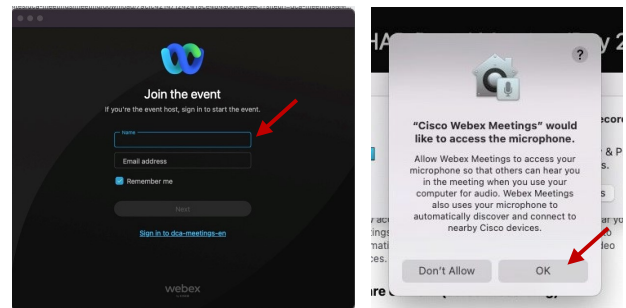 Join the event
If you're the event host, sign in to start the event.
Name
Email address
Remember me
Next
Sign in to dca-meetings-en
webex
?
"Cisco Webex Meetings" would
like to access the microphone.
Allow Webex Meetings to access your
microphone so that others can hear you
in the meeting when you use your
computer for audio. Webex Meetings
also uses your microphone to
automatically discover and connect to
nearby Cisco devices.
Don't Allow
OK